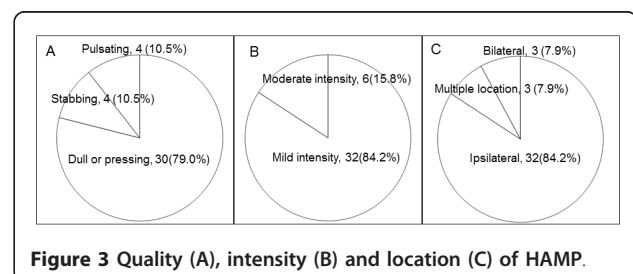 A
Pulsating, 4 (10.5%)
Stabbing, 4(10.5%)
Dull or pressing, 30(79.0%)
B
Moderate intensity, 6(15.8%)
Mild intensity, 32(84.2%)
C
Bilateral, 3 (7.9%)
Multiple location, 3 (7.9%)
Ipsilateral, 32(84.2%)
Figure 3 Quality (A), intensity (B) and location (C) of HAMP.